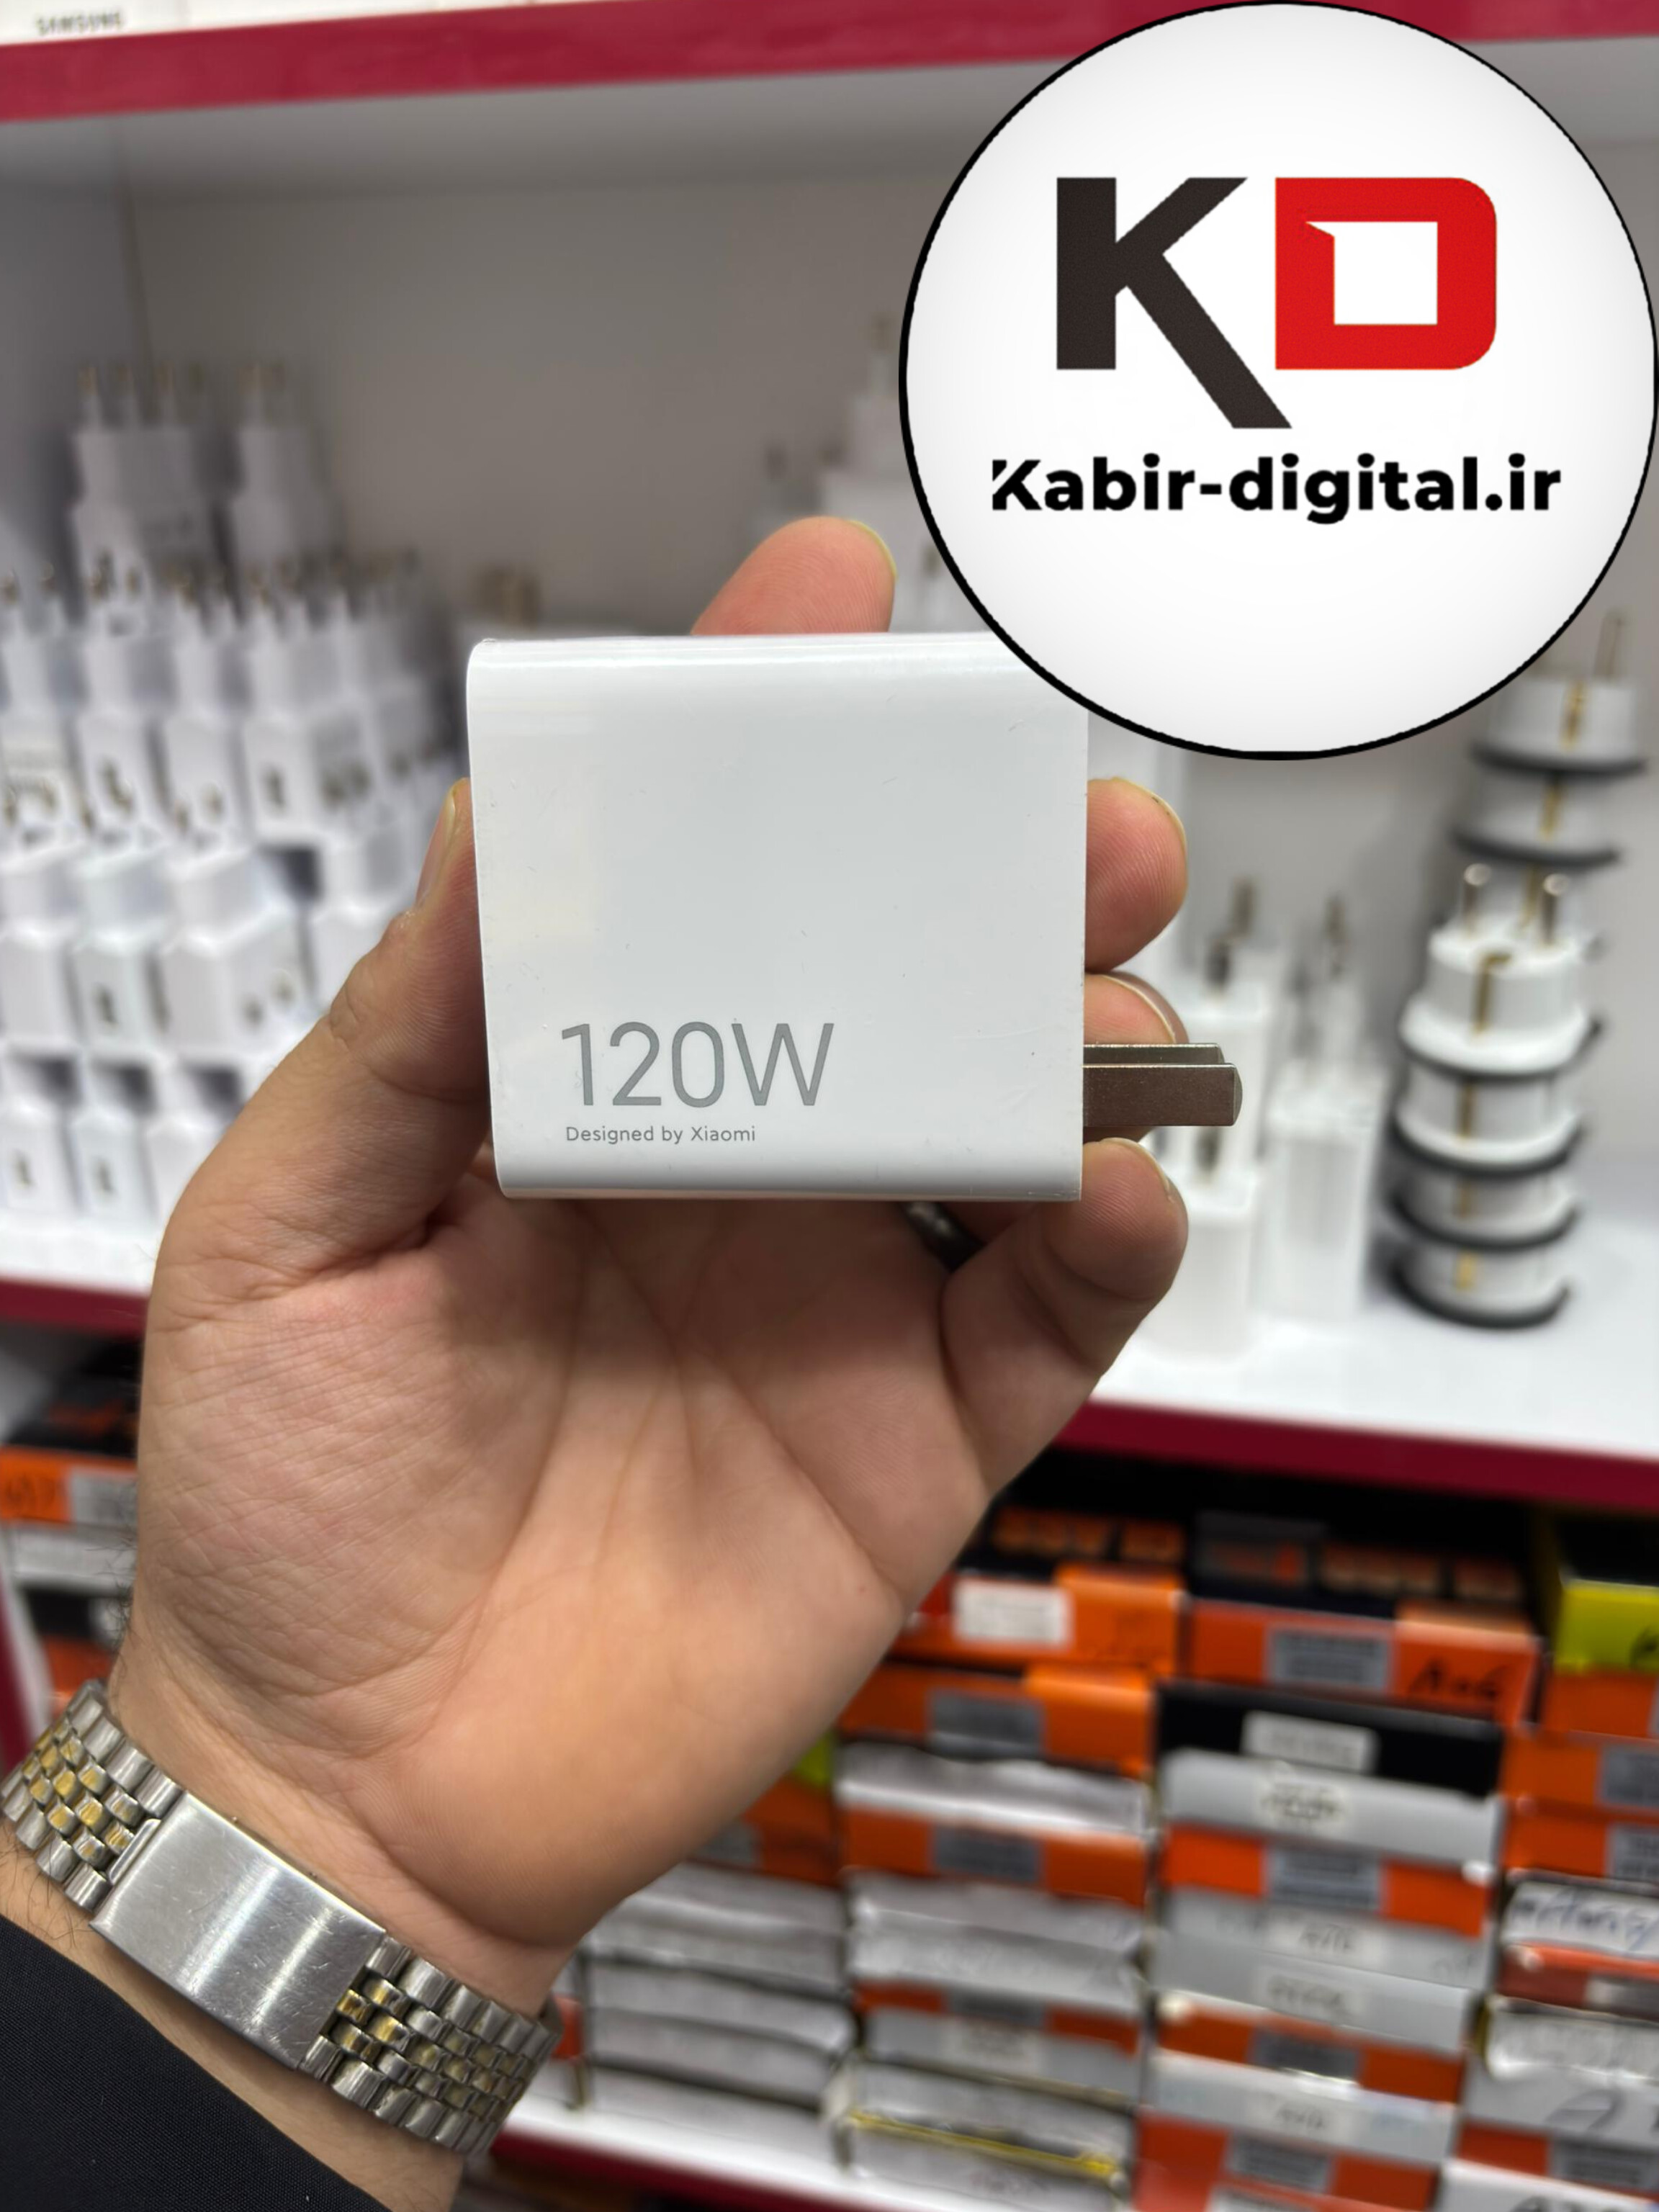 SAMSUNG
KD
Kabir-digital.ir
120W
Designed by Xiaomi